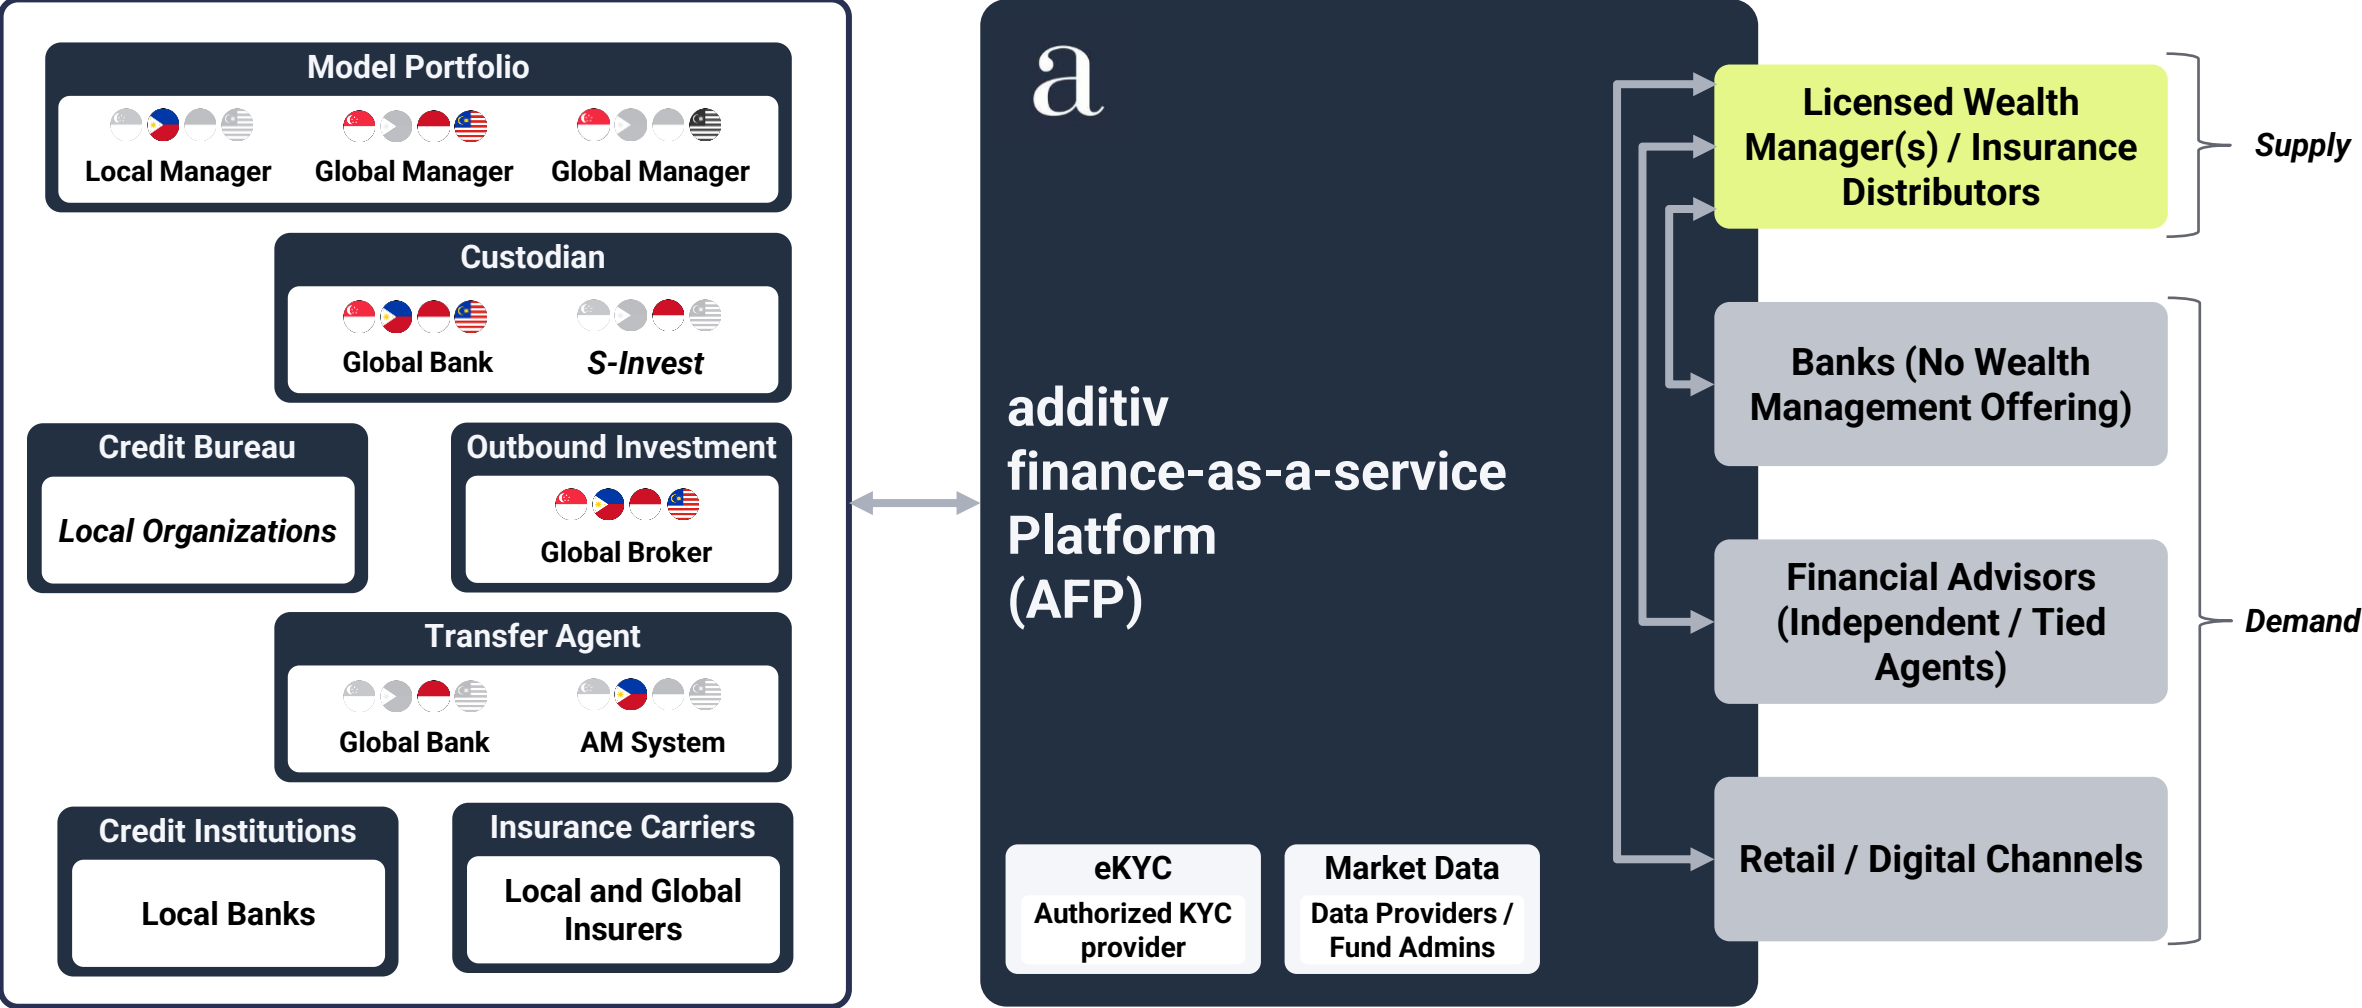 Model Portfolio
Local Manager
Global Manager
Global Manager
Custodian
Global Bank
S-Invest
Credit Bureau
Local Organizations
Outbound Investment
Global Broker
Transfer Agent
Global Bank
AM System
Credit Institutions
Local Banks
Insurance Carriers
Local and Global
Insurers
a
additiv
finance-as-a-service
Platform
(AFP)
eKYC
Authorized KYC
provider
Market Data
Data Providers /
Fund Admins
Licensed Wealth
Manager(s) / Insurance
Distributors
Supply
Banks (No Wealth
Management Offering)
Financial Advisors
(Independent / Tied
Agents)
Retail / Digital Channels
Demand